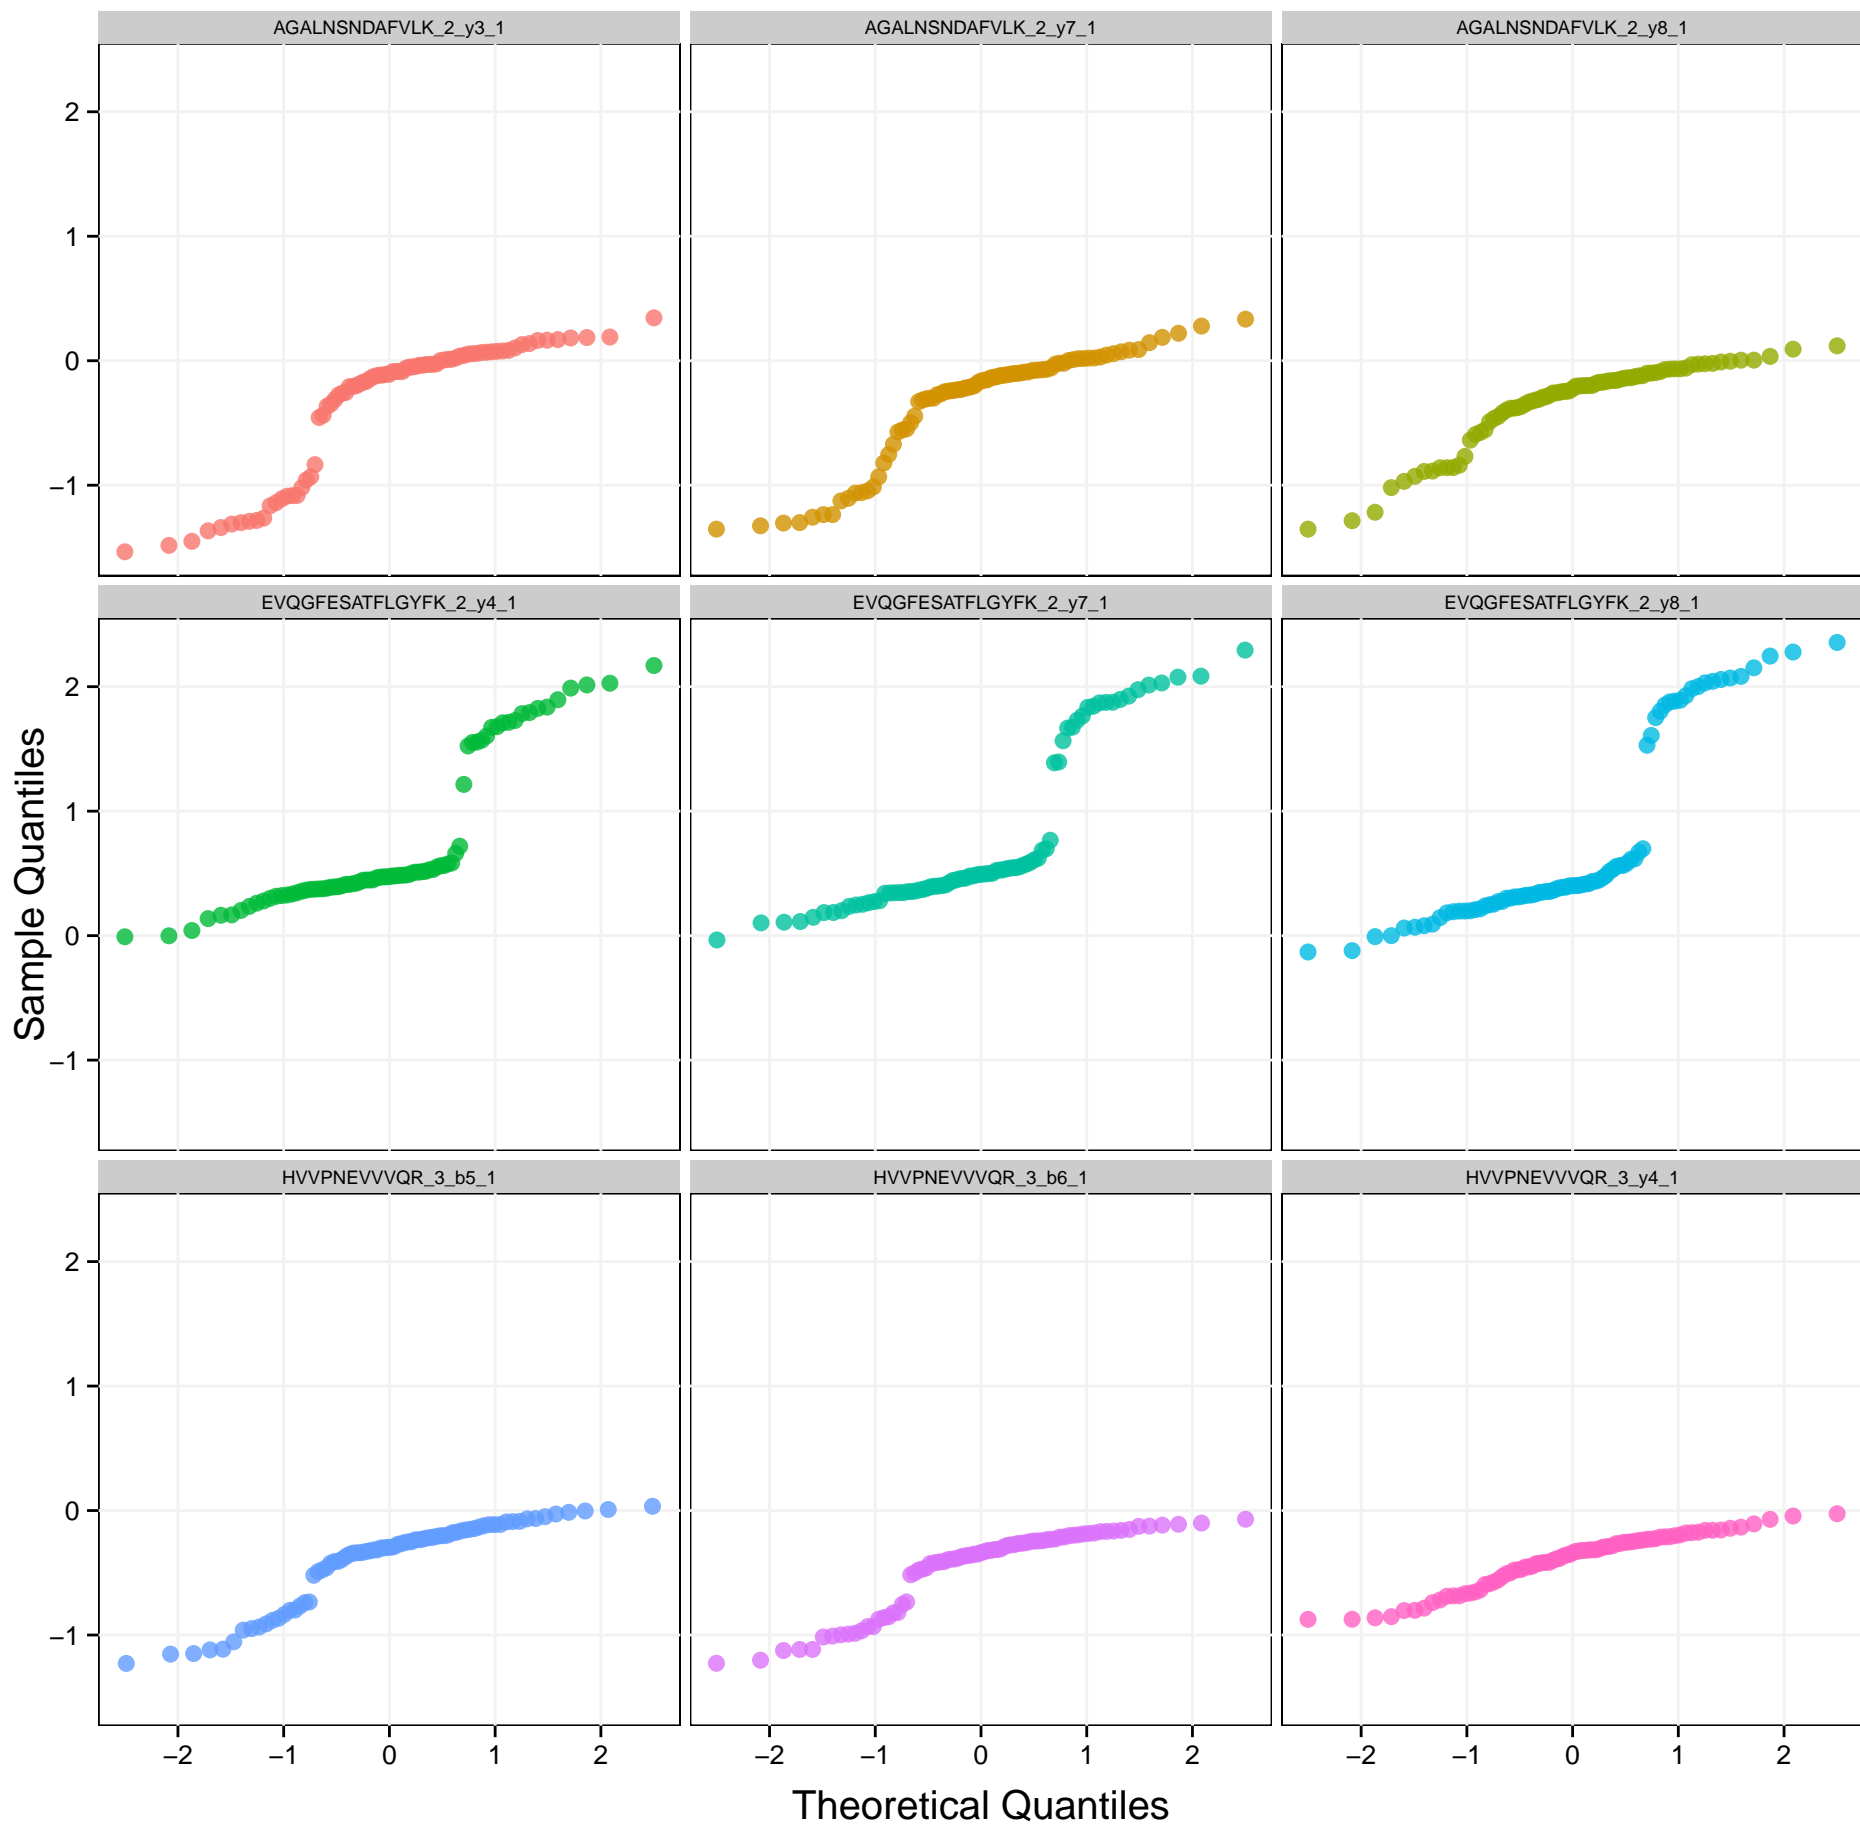 AGALNSNDAFVLK_2_y3_1
AGALNSNDAFVLK_2_y7_1
AGALNSNDAFVLK_2_y8_1
2
1
0
−1
EVQGFESATFLGYFK_2_y4_1
EVQGFESATFLGYFK_2_y7_1
EVQGFESATFLGYFK_2_y8_1
2
1
0
−1
Sample Quantiles
HVVPNEVVVQR_3_b5_1
HVVPNEVVVQR_3_b6_1
HVVPNEVVVQR_3_y4_1
2
1
0
−1
−2 −1 0 1 2
−2 −1 0 1 2
−2 −1 0 1 2
Theoretical Quantiles